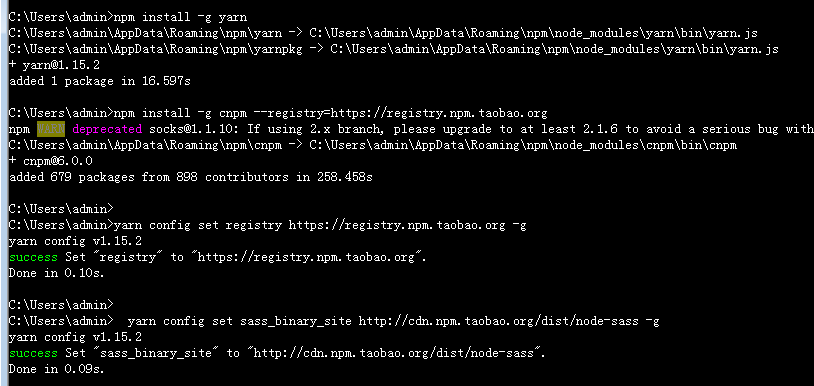 C:\Users\admin>npm install -g yarn
C:\Users\admin\AppData\Roaming\npm\yarn -> C:\Users\admin\AppData\Roaming\npm\node_modules\yarn\bin\yarn.js
C:\Users\admin\AppData\Roaming\npm\yarnpkg -> C:\Users\admin\AppData\Roaming\npm\node_modules\yarn\bin\yarn.js
+ yarn@1.15.2
added 1 package in 16.597s
C:\Users\admin>npm install -g cnpm --registry=https://registry.npm.taobao.org
npm WARN deprecated socks@1.1.10: If using 2.x branch, please upgrade to at least 2.1.6 to avoid a serious bug with
C:\Users\admin\AppData\Roaming\npm\cnpm -> C:\Users\admin\AppData\Roaming\npm\node_modules\cnpm\bin\cnpm
+ cnpm@6.0.0
added 679 packages from 898 contributors in 258.458s
C:\Users\admin>
C:\Users\admin>yarn config set registry https://registry.npm.taobao.org -g
yarn config v1.15.2
success Set "registry" to "https://registry.npm.taobao.org".
Done in 0.10s.
C:\Users\admin>
C:\Users\admin>  yarn config set sass_binary_site http://cdn.npm.taobao.org/dist/node-sass -g
yarn config v1.15.2
success Set "sass_binary_site" to "http://cdn.npm.taobao.org/dist/node-sass".
Done in 0.09s.